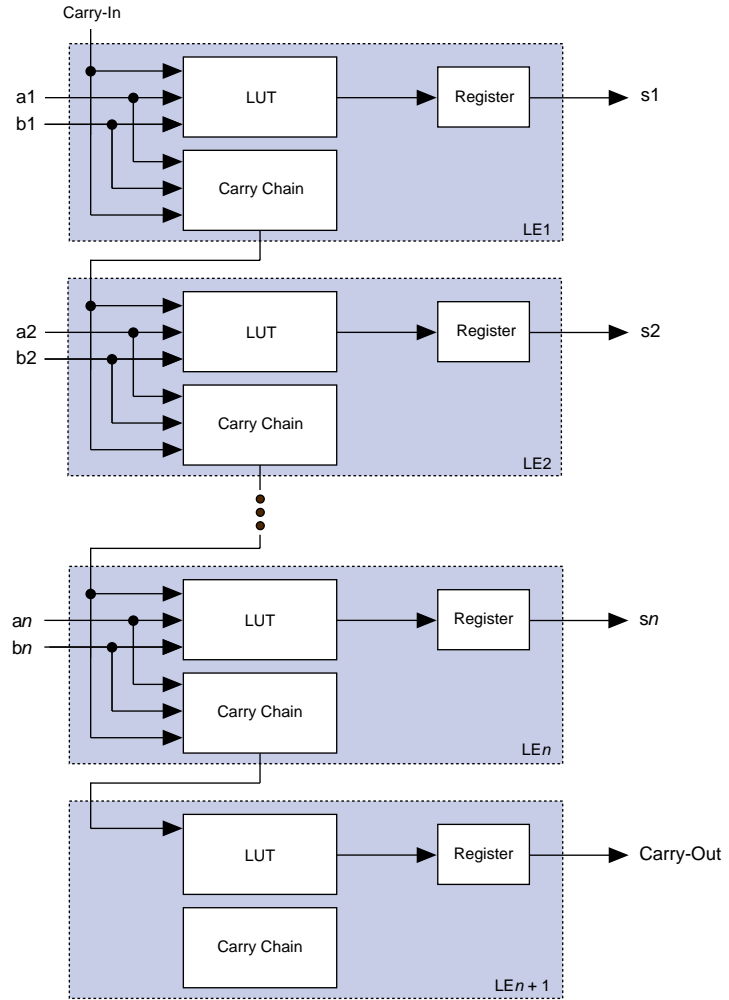 Carry-In
a1
b1
LUT
Register
s1
Carry Chain
LE1
a2
b2
LUT
Register
s2
Carry Chain
LE2
an
bn
LUT
Register
sn
Carry Chain
LEn
LUT
Register
Carry-Out
Carry Chain
LEn + 1